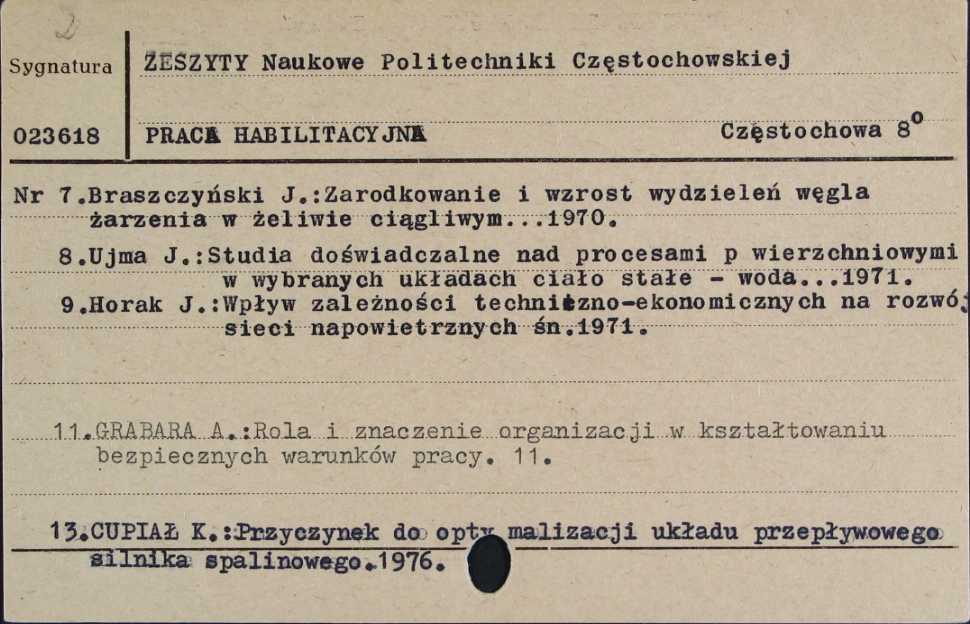 2
Sygnatura
ZESZYTY Naukowe Politechniki Częstochowskiej
023618
PRACA HABILITACYJNA
Częstochowa 8°
Nr 7.Braszczyński J.:Zarodkowanie i wzrost wydzieleń węgla
żarzenia w żeliwie ciągliwym...1970.
8.Ujma J.:Studia doświadczalne nad procesami p wierzchniowymi
w wybranych układach ciało stałe - woda...1971.
9.Horak J.:Wpływ zależności techniczno-ekonomicznych na rozwój
sieci napowietrznych śn.1971.
11.GRABARA A.:Rola i znaczenie organizacji w kształtowaniu
bezpiecznych warunków pracy. 11.
13.CUPIAŁ K.:Przyczynek do opty malizacji układu przepływowego
silnika spalinowego.1976.